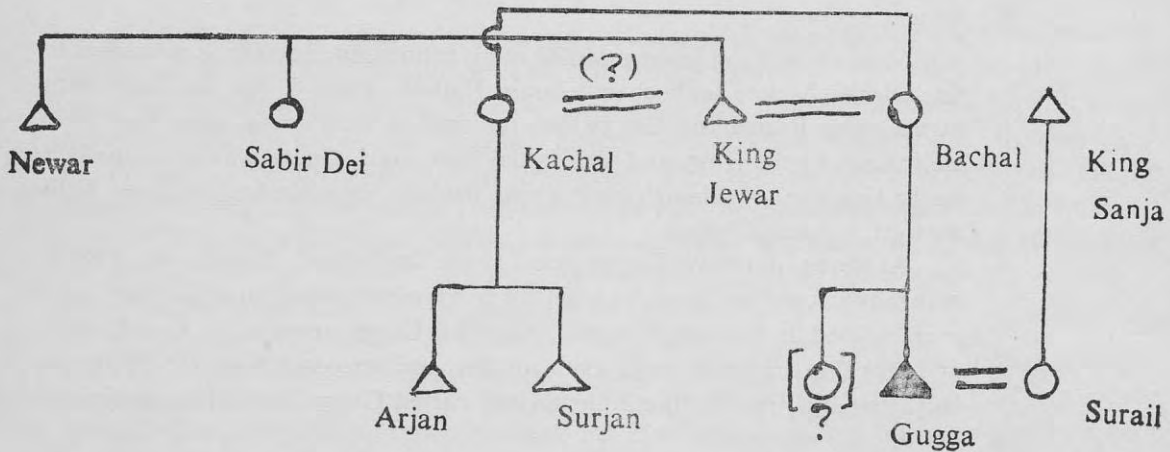 (?)
Newar
Sabir Dei
Kachal
King
Jewar
Bachal
King
Sanja
Arjan
Surjan
[ ]
?
Gugga
Surail